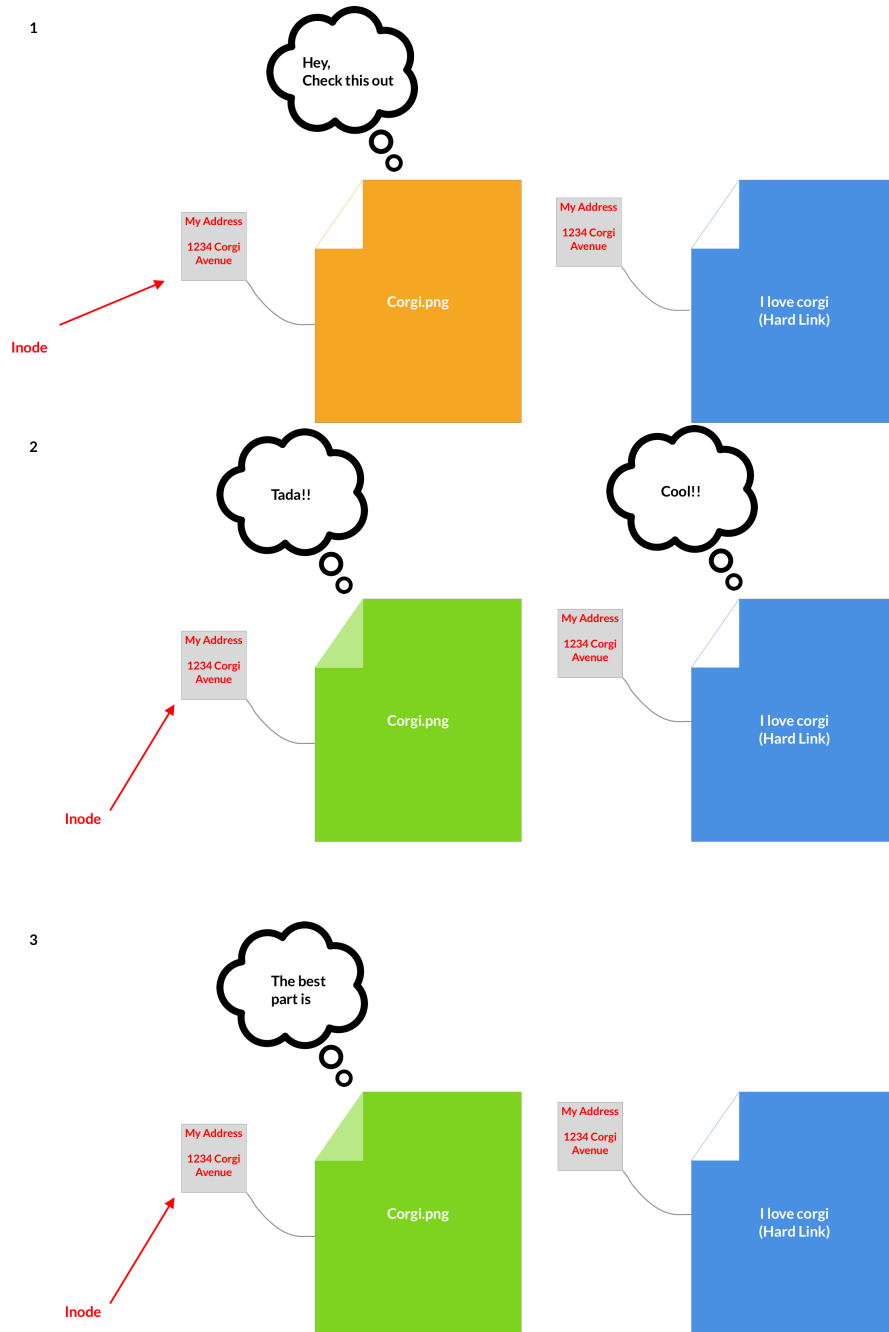 1
Hey,
Check this out
My Address
1234 Corgi
Avenue
Inode
Corgi.png
My Address
1234 Corgi
Avenue
I love corgi
(Hard Link)
2
Tada!!
Cool!!
My Address
1234 Corgi
Avenue
Inode
Corgi.png
My Address
1234 Corgi
Avenue
I love corgi
(Hard Link)
3
The best
part is
My Address
1234 Corgi
Avenue
Inode
Corgi.png
My Address
1234 Corgi
Avenue
I love corgi
(Hard Link)